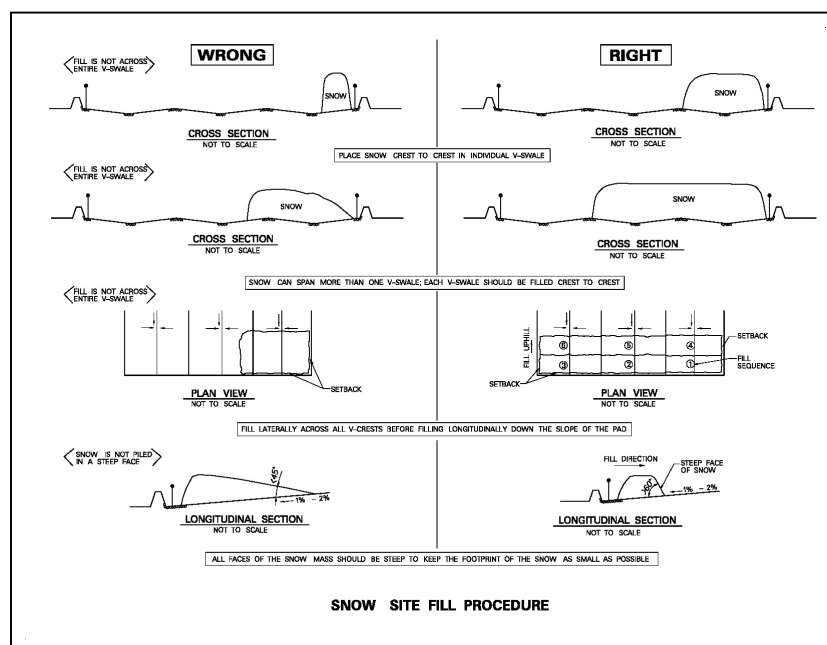 WRONG
RIGHT
FILL IS NOT ACROSS
ENTIRE V-SWALE
SNOW
CROSS SECTION
NOT TO SCALE
SNOW
CROSS SECTION
NOT TO SCALE
PLACE SNOW CREST TO CREST IN INDIVIDUAL V-SWALE
FILL IS NOT ACROSS
ENTIRE V-SWALE
SNOW
CROSS SECTION
NOT TO SCALE
SNOW
CROSS SECTION
NOT TO SCALE
SNOW CAN SPAN MORE THAN ONE V-SWALE; EACH V-SWALE SHOULD BE FILLED CREST TO CREST
FILL IS NOT ACROSS
ENTIRE V-SWALE
SETBACK
PLAN VIEW
NOT TO SCALE
FILL UPHILL
6 5 4
3 2 1
SETBACK
FILL
SEQUENCE
SETBACK
PLAN VIEW
NOT TO SCALE
FILL LATERALLY ACROSS ALL V-CRESTS BEFORE FILLING LONGITUDINALLY DOWN THE SLOPE OF THE PAD
SNOW IS NOT PILED
IN A STEEP FACE
<45°
1% - 2%
LONGITUDINAL SECTION
NOT TO SCALE
FILL DIRECTION
STEEP FACE
OF SNOW
>60°
1% - 2%
LONGITUDINAL SECTION
NOT TO SCALE
ALL FACES OF THE SNOW MASS SHOULD BE STEEP TO KEEP THE FOOTPRINT OF THE SNOW AS SMALL AS POSSIBLE
SNOW SITE FILL PROCEDURE